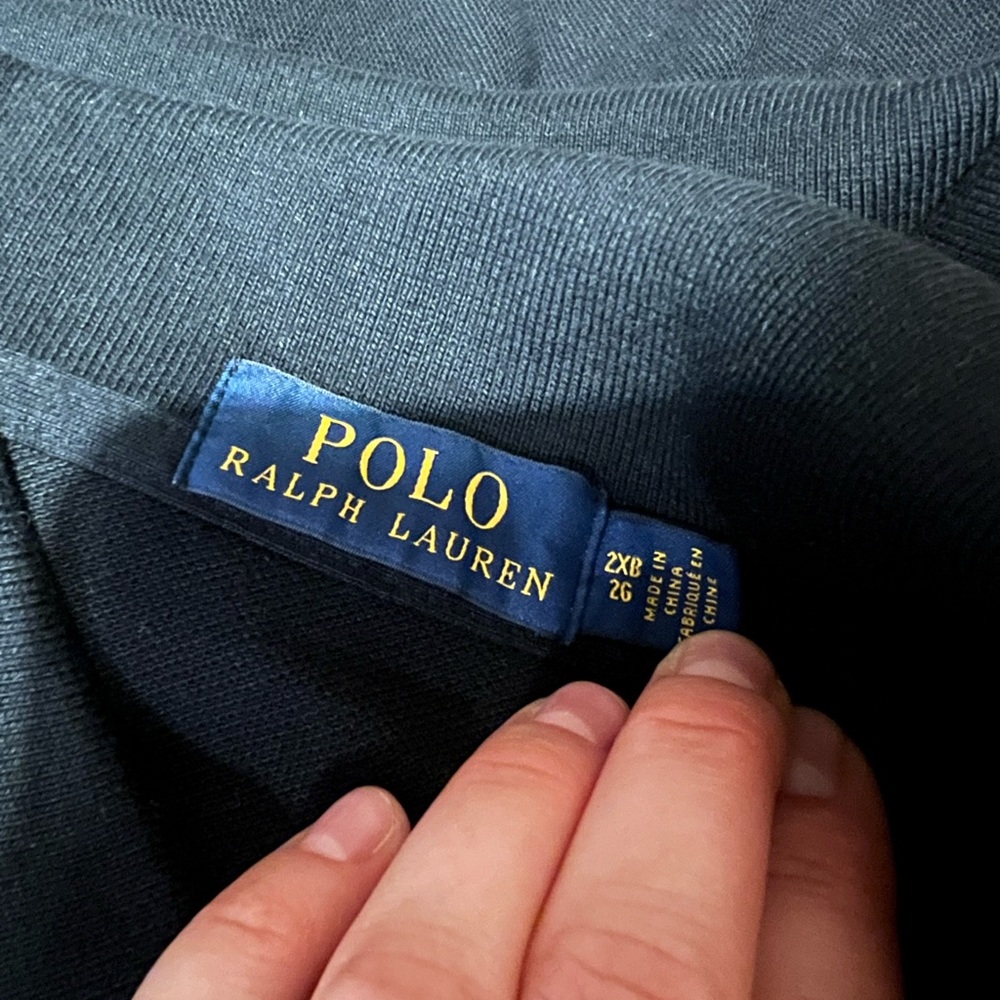 POLO
RALPH LAUREN
2XB
2G
MADE IN
CHINA
FABRIQUÉ EN
CHINE